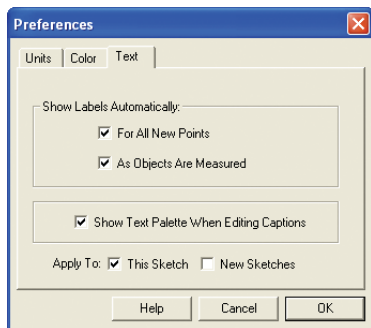 Preferences
Units Color Text
Show Labels Automatically:
For All New Points
As Objects Are Measured
Show Text Palette When Editing Captions
Apply To: This Sketch New Sketches
Help Cancel OK